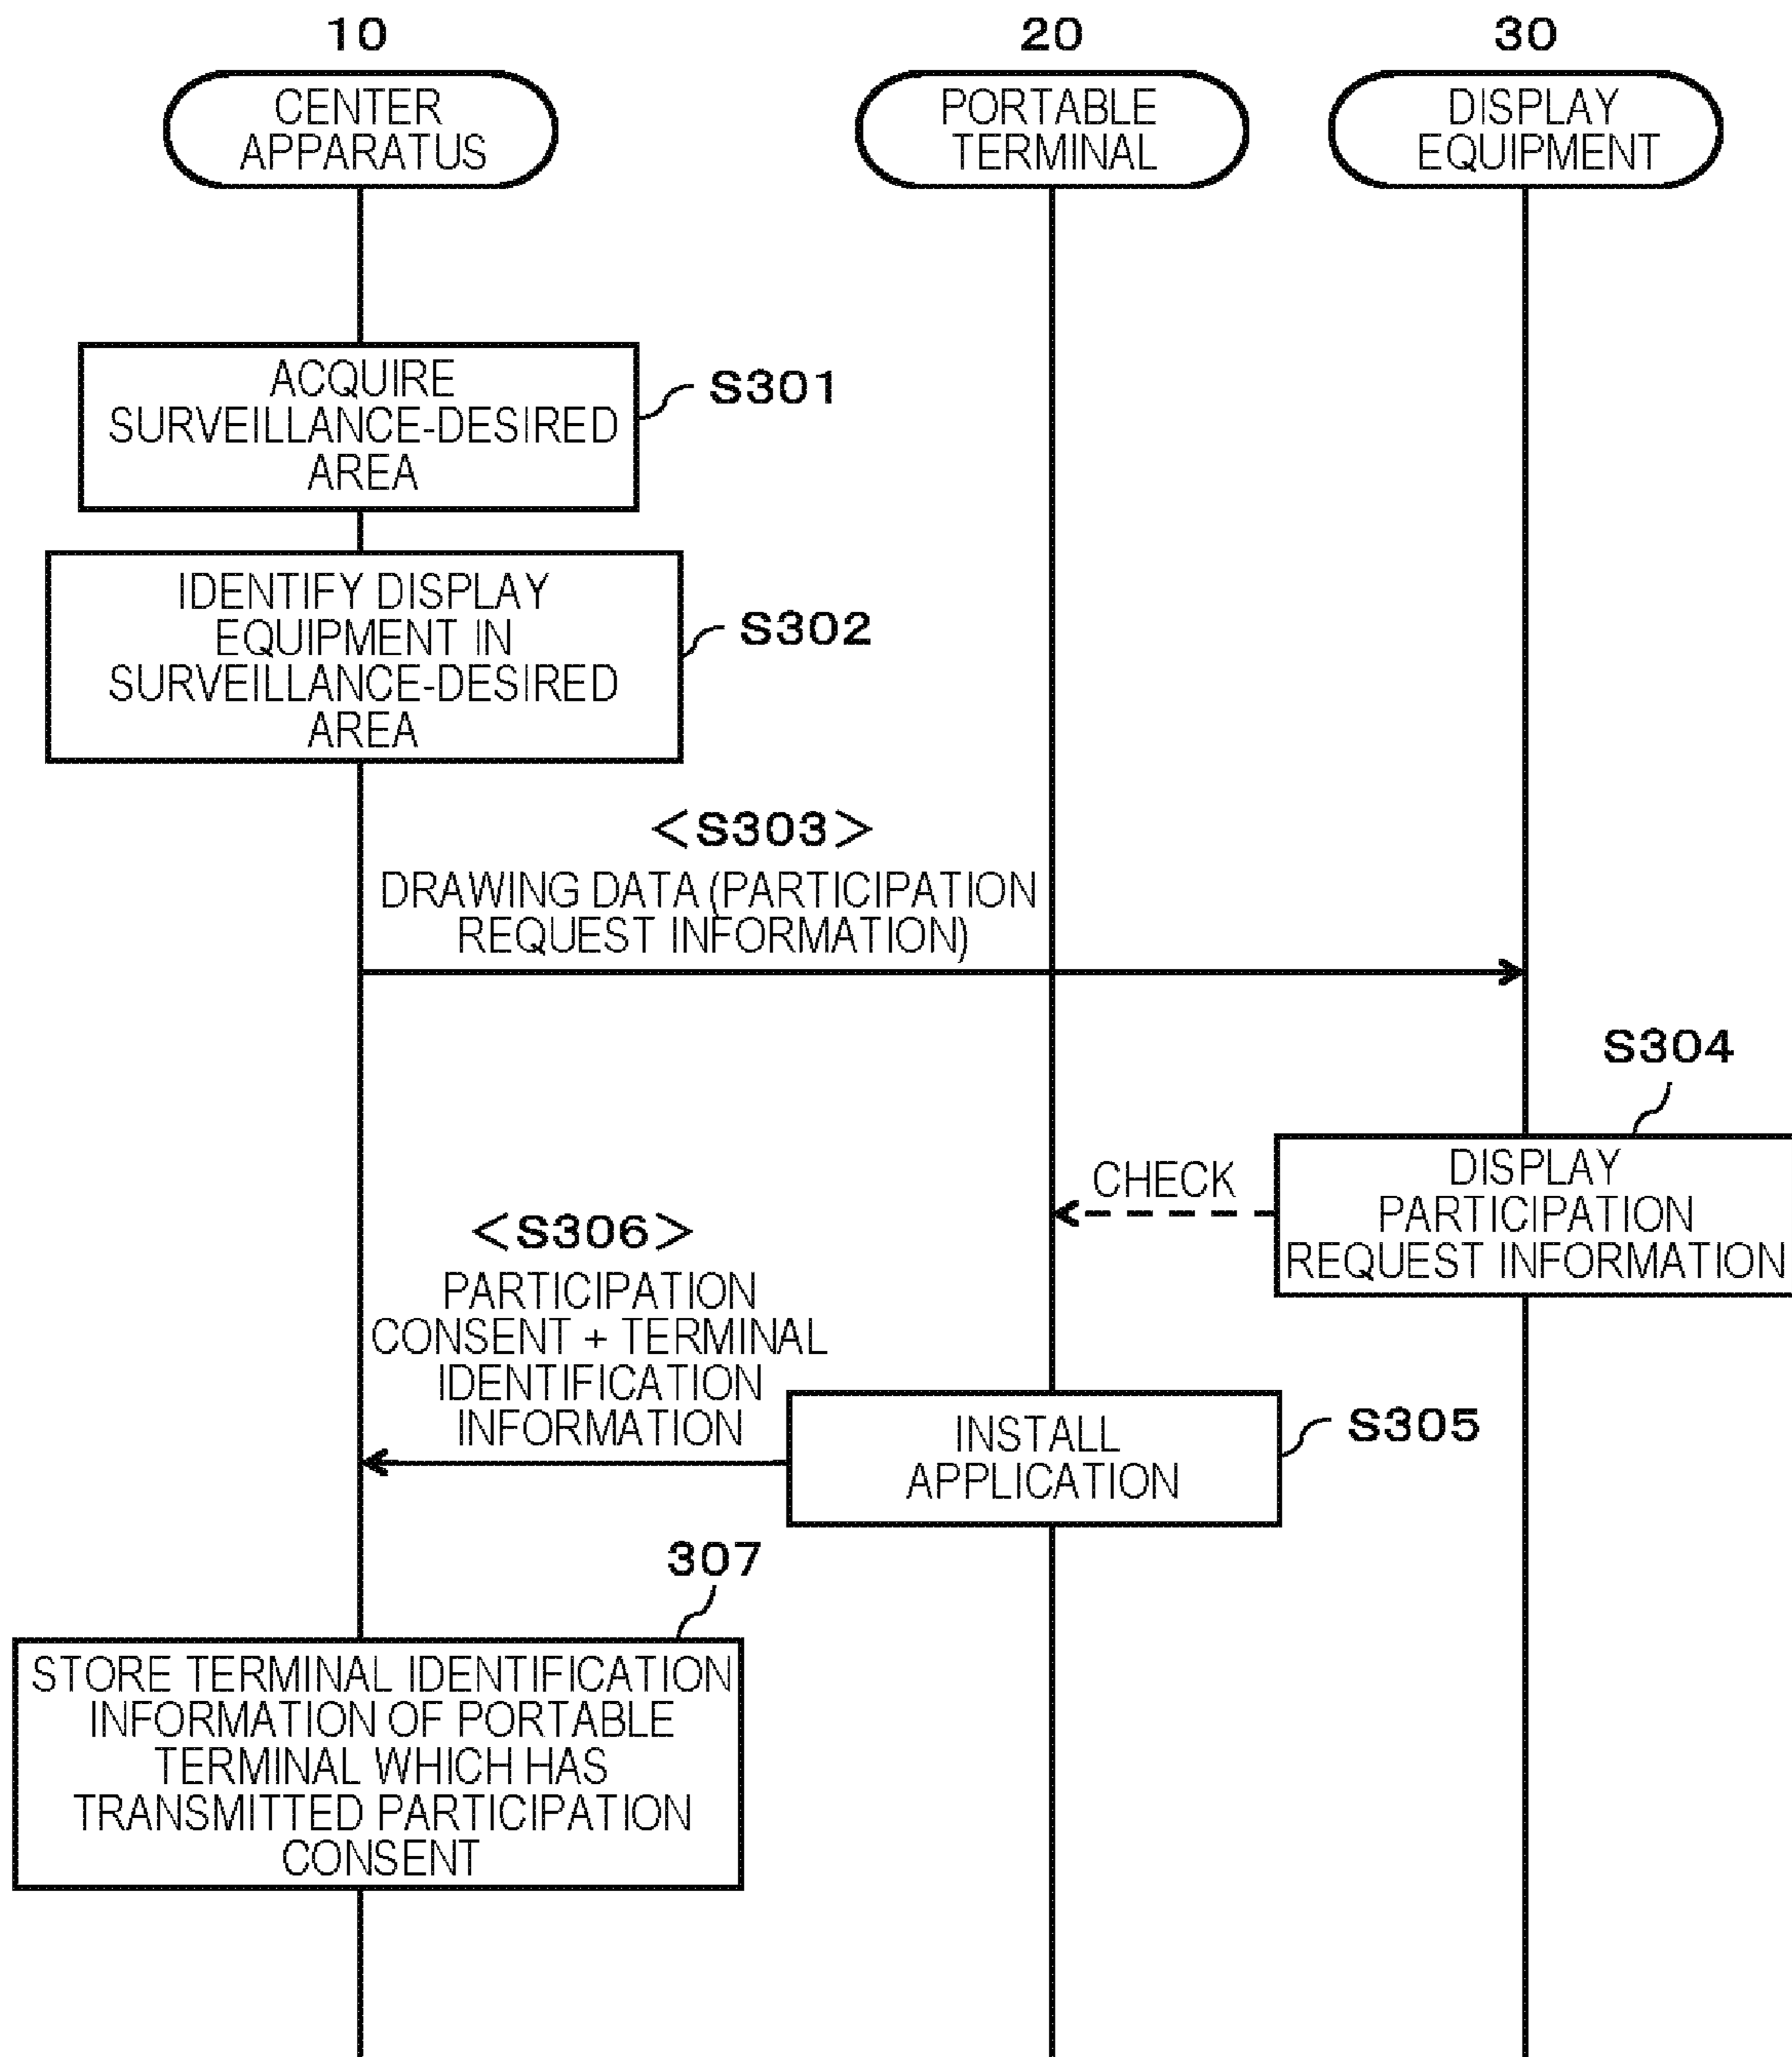 10
20
30
CENTER
APPARATUS
PORTABLE
TERMINAL
DISPLAY
EQUIPMENT
ACQUIRE
SURVEILLANCE-DESIRED
AREA
S301
IDENTIFY DISPLAY
EQUIPMENT IN
SURVEILLANCE-DESIRED
AREA
S302
<S303>
DRAWING DATA (PARTICIPATION
REQUEST INFORMATION)
S304
DISPLAY
PARTICIPATION
REQUEST INFORMATION
CHECK
<S306>
PARTICIPATION
CONSENT + TERMINAL
IDENTIFICATION
INFORMATION
INSTALL
APPLICATION
S305
307
STORE TERMINAL IDENTIFICATION
INFORMATION OF PORTABLE
TERMINAL WHICH HAS
TRANSMITTED PARTICIPATION
CONSENT